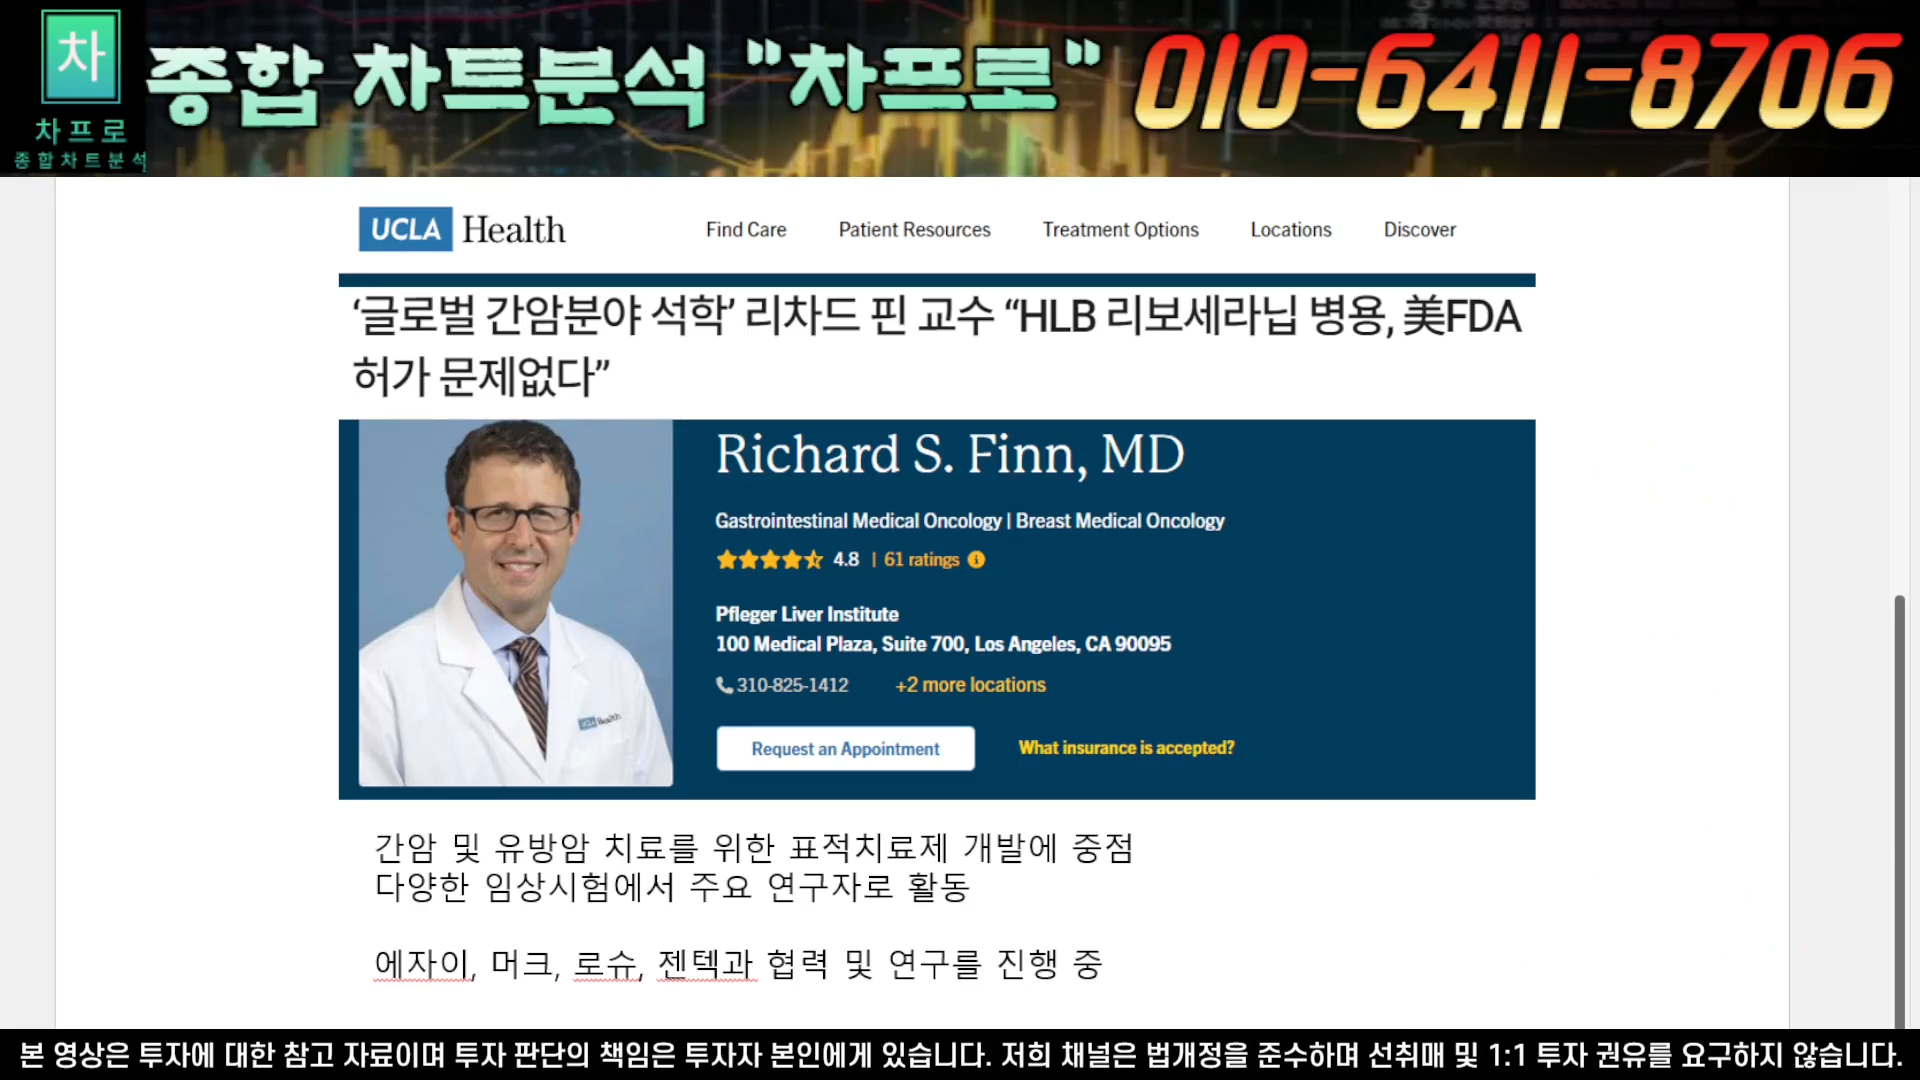 차
차프로
종합차트분석
종합 차트분석 "차프로" 010-6411-8706
UCLA Health
Find Care Patient Resources Treatment Options Locations Discover
‘글로벌 간암분야 석학’ 리차드 핀 교수 “HLB 리보세라닙 병용, 美FDA
허가 문제없다”
Richard S. Finn, MD
Gastrointestinal Medical Oncology | Breast Medical Oncology
4.8 | 61 ratings
Pfleger Liver Institute
100 Medical Plaza, Suite 700, Los Angeles, CA 90095
310-825-1412 +2 more locations
Request an Appointment What insurance is accepted?
UCLA Health
간암 및 유방암 치료를 위한 표적치료제 개발에 중점
다양한 임상시험에서 주요 연구자로 활동
에자이, 머크, 로슈, 젠텍과 협력 및 연구를 진행 중
본 영상은 투자에 대한 참고 자료이며 투자 판단의 책임은 투자자 본인에게 있습니다. 저희 채널은 법개정을 준수하며 선취매 및 1:1 투자 권유를 요구하지 않습니다.